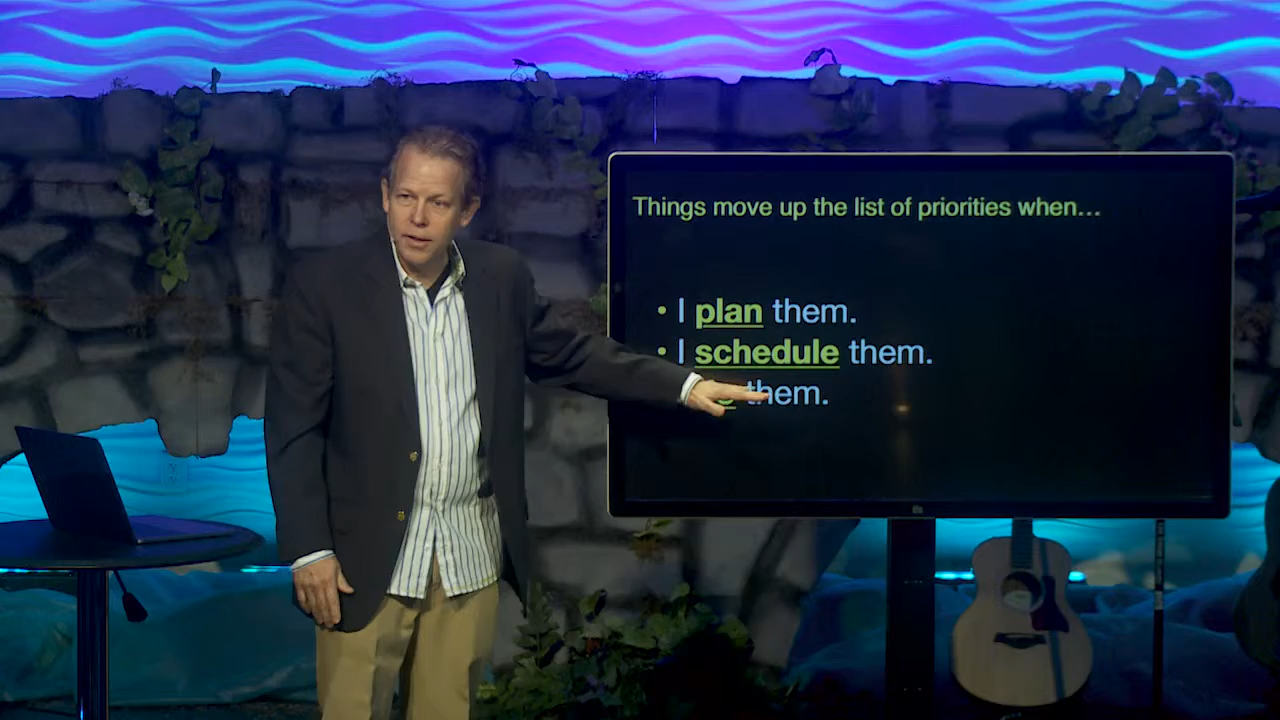 Things move up the list of priorities when...
• I plan them.
• I schedule them.
them.